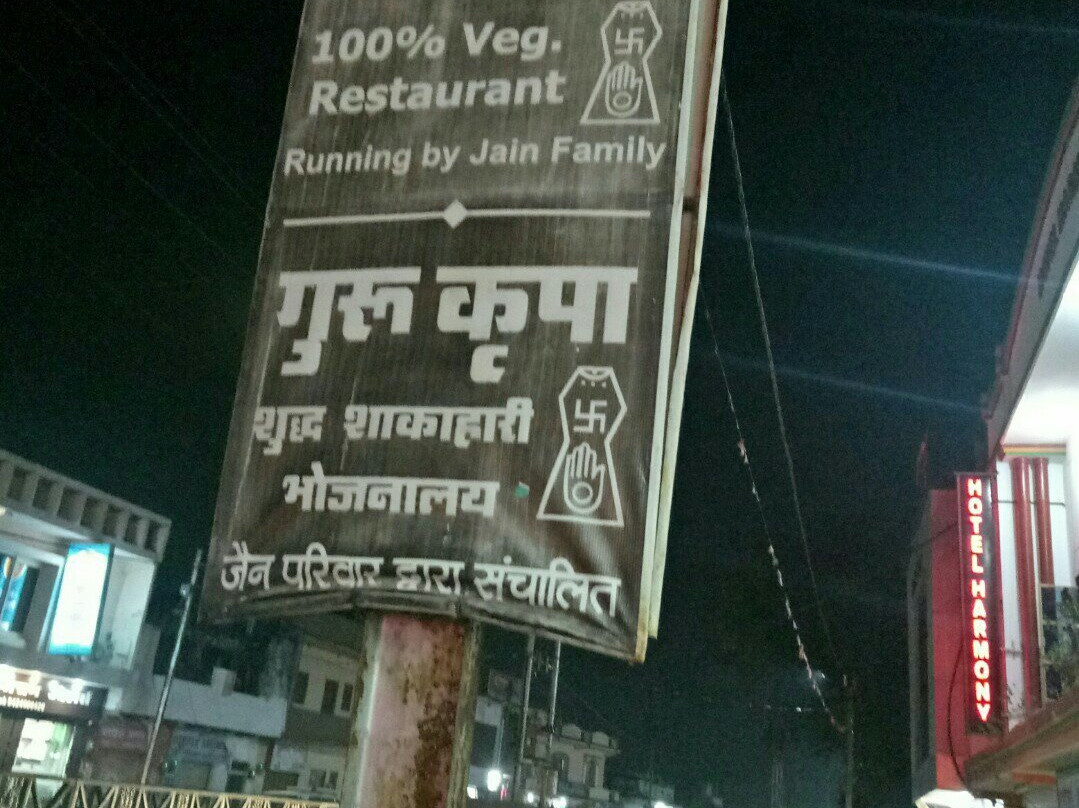 100% Veg.
Restaurant
Running by Jain Family
गुरू कृपा
शुद्ध शाकाहारी
भोजनालय
जैन परिवार द्वारा संचालित
HOTEL HARMONY